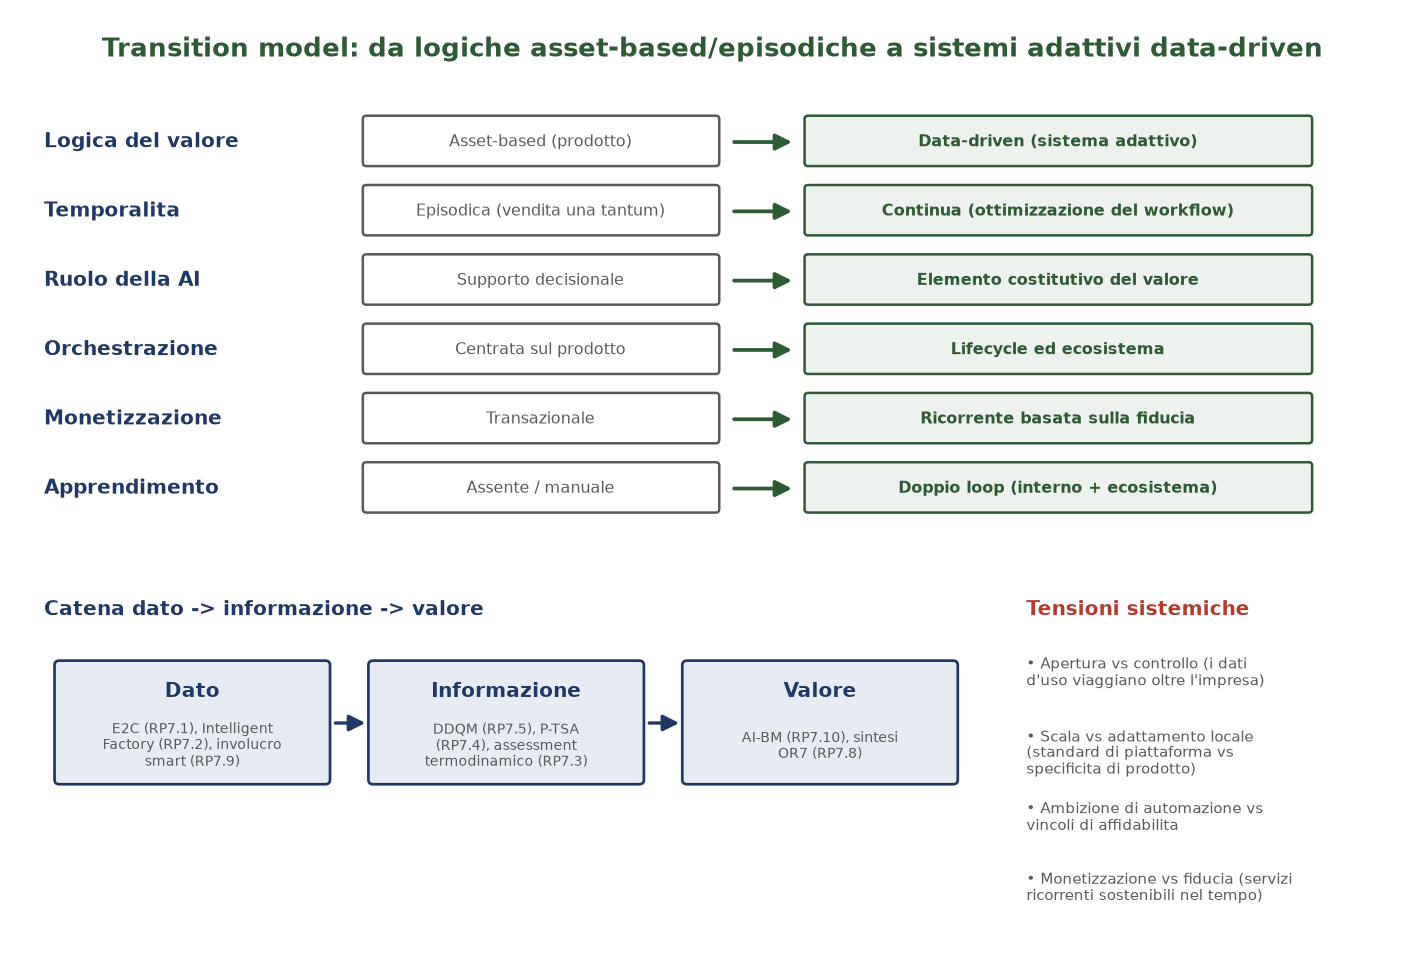 Transition model: da logiche asset-based/episodiche a sistemi adattivi data-driven
Logica del valore
Asset-based (prodotto)
Data-driven (sistema adattivo)
Temporalita
Episodica (vendita una tantum)
Continua (ottimizzazione del workflow)
Ruolo della AI
Supporto decisionale
Elemento costitutivo del valore
Orchestrazione
Centrata sul prodotto
Lifecycle ed ecosistema
Monetizzazione
Transazionale
Ricorrente basata sulla fiducia
Apprendimento
Assente / manuale
Doppio loop (interno + ecosistema)
Catena dato -> informazione -> valore
Dato
E2C (RP7.1), Intelligent
Factory (RP7.2), involucro
smart (RP7.9)
Informazione
DDQM (RP7.5), P-TSA
(RP7.4), assessment
termodinamico (RP7.3)
Valore
AI-BM (RP7.10), sintesi
OR7 (RP7.8)
Tensioni sistemiche
• Apertura vs controllo (i dati
d'uso viaggiano oltre l'impresa)
• Scala vs adattamento locale
(standard di piattaforma vs
specificita di prodotto)
• Ambizione di automazione vs
vincoli di affidabilita
• Monetizzazione vs fiducia (servizi
ricorrenti sostenibili nel tempo)